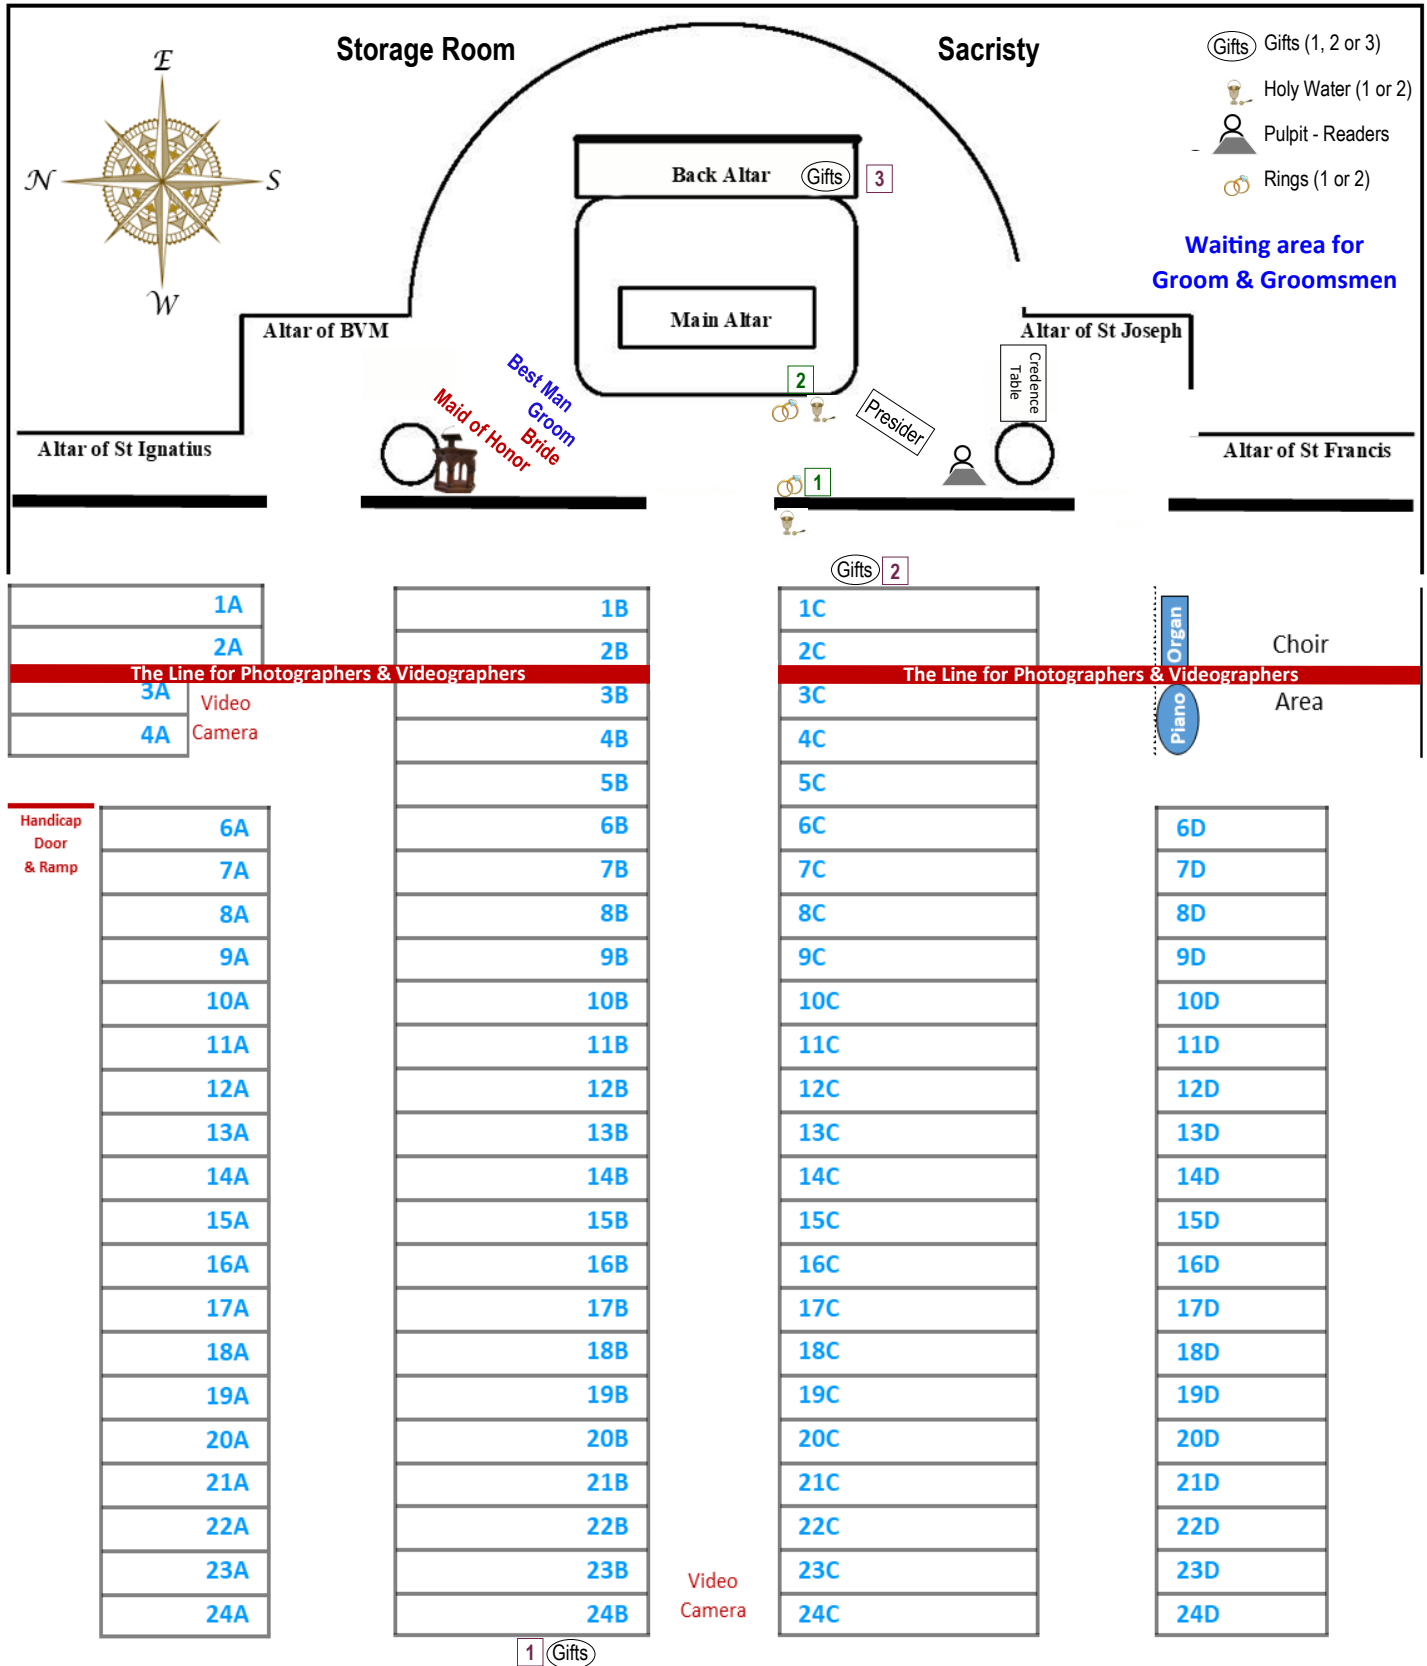 Storage Room
Sacristy
Gifts Gifts (1, 2 or 3)
Holy Water (1 or 2)
Pulpit - Readers
Rings (1 or 2)
Waiting area for
Groom & Groomsmen
E
N
S
W
Back Altar
Gifts
3
Main Altar
Altar of BVM
Altar of St Joseph
Credence
Table
2
Best Man
Groom
Bride
Maid of Honor
Presider
Altar of St Ignatius
Altar of St Francis
1
Gifts 2
1A
1B
1C
2A
2B
2C
Organ
Choir
The Line for Photographers & Videographers
The Line for Photographers & Videographers
3A
3B
3C
Video
Camera
Piano
Area
4A
4B
4C
5B
5C
Handicap
Door
& Ramp
6A
6B
6C
6D
7A
7B
7C
7D
8A
8B
8C
8D
9A
9B
9C
9D
10A
10B
10C
10D
11A
11B
11C
11D
12A
12B
12C
12D
13A
13B
13C
13D
14A
14B
14C
14D
15A
15B
15C
15D
16A
16B
16C
16D
17A
17B
17C
17D
18A
18B
18C
18D
19A
19B
19C
19D
20A
20B
20C
20D
21A
21B
21C
21D
22A
22B
22C
22D
23A
23B
23C
23D
Video
Camera
24A
24B
24C
24D
1 Gifts